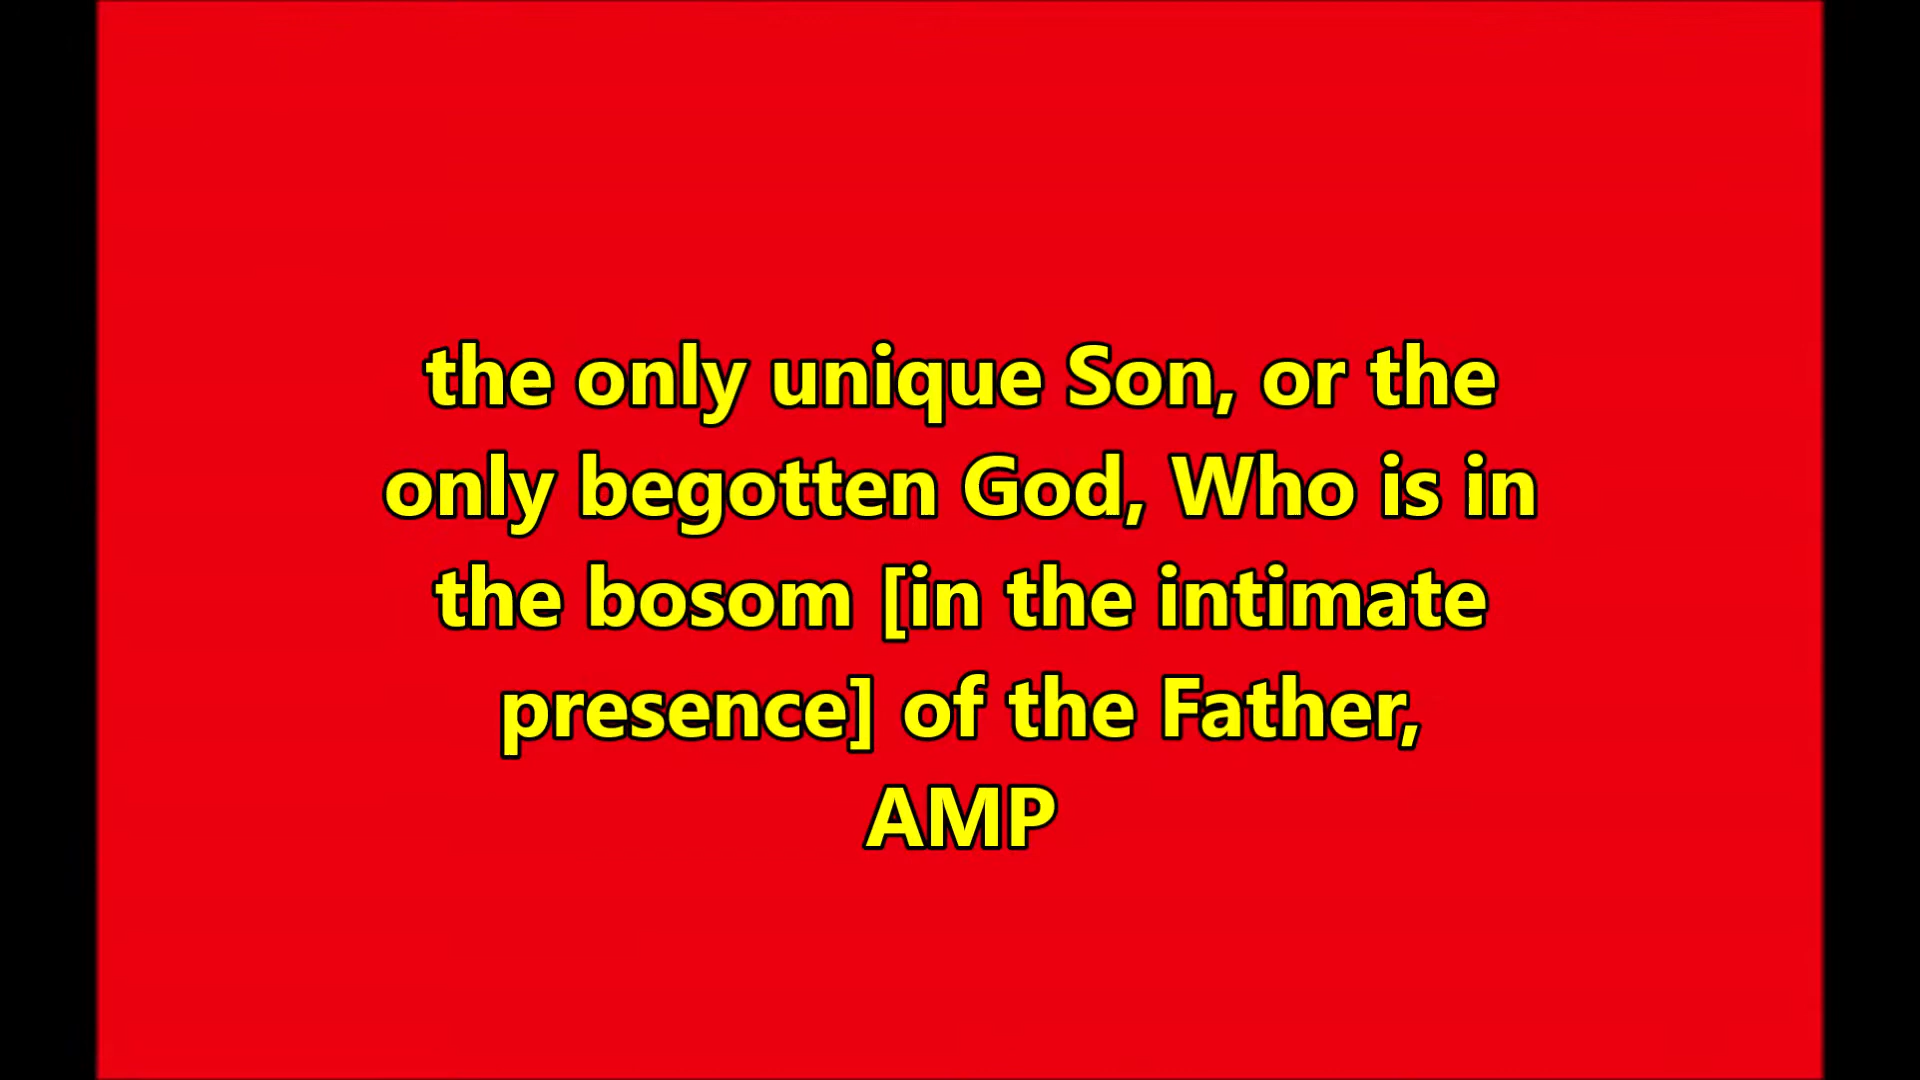 the only unique Son, or the
only begotten God, Who is in
the bosom [in the intimate
presence] of the Father,
AMP